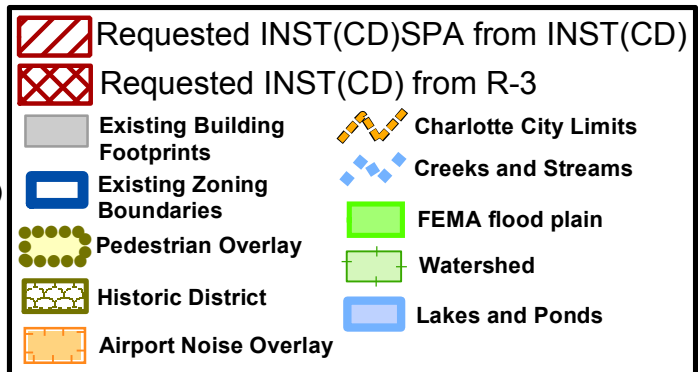 Requested INST(CD)SPA from INST(CD)
Requested INST(CD) from R-3
Existing Building
Footprints
Existing Zoning
Boundaries
Pedestrian Overlay
Historic District
Airport Noise Overlay
Charlotte City Limits
Creeks and Streams
FEMA flood plain
Watershed
Lakes and Ponds